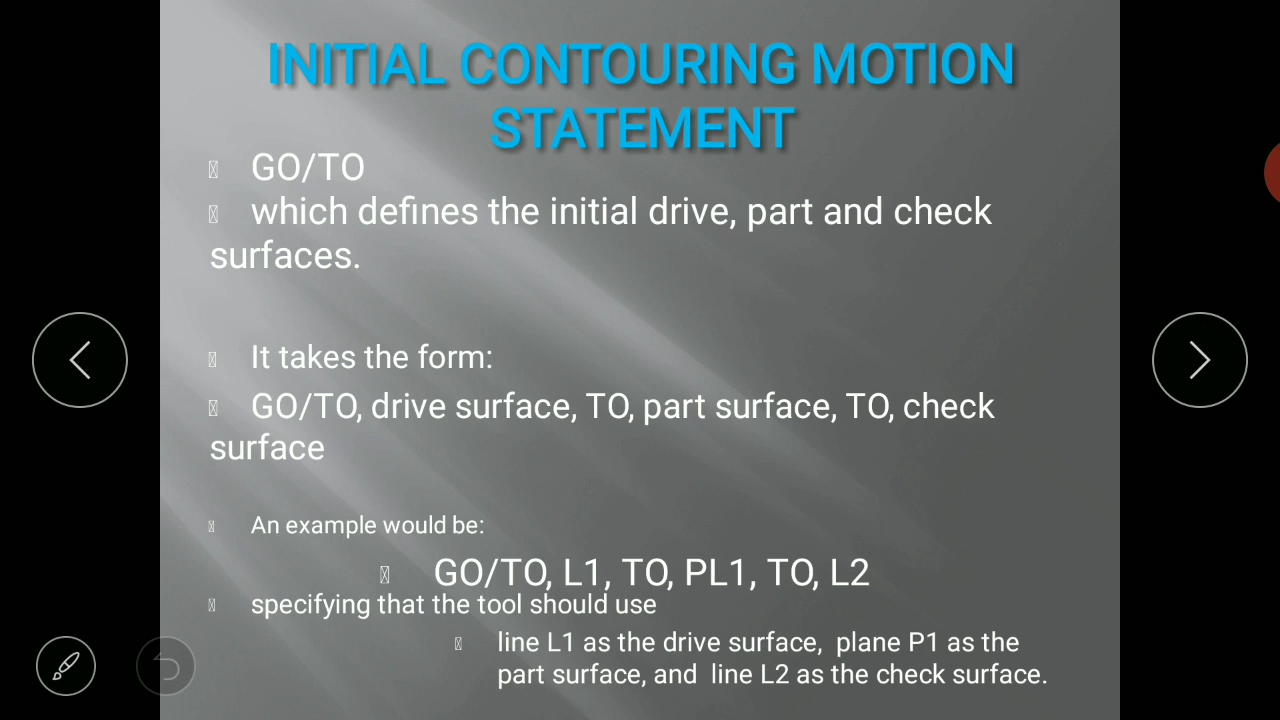 INITIAL CONTOURING MOTION
STATEMENT
GO/TO
which defines the initial drive, part and check
surfaces.
It takes the form:
GO/TO, drive surface, TO, part surface, TO, check
surface
An example would be:
GO/TO, L1, TO, PL1, TO, L2
specifying that the tool should use
line L1 as the drive surface,  plane P1 as the
part surface, and  line L2 as the check surface.